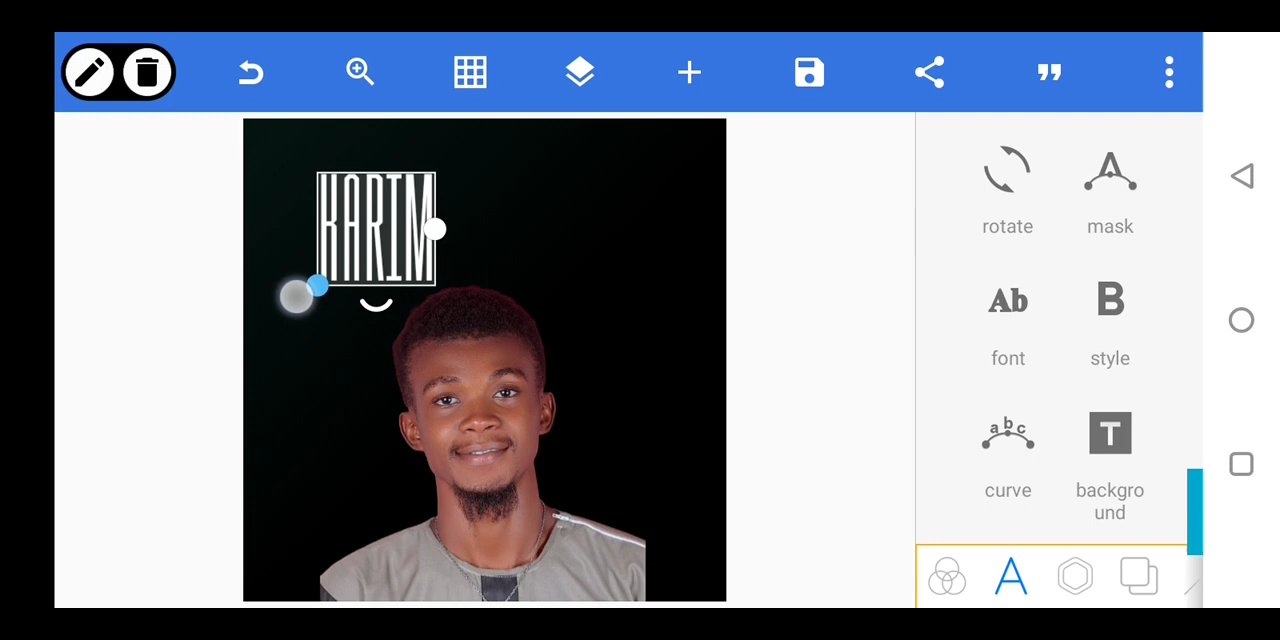 KARIM
rotate
mask
Ab
font
B
style
abc
curve
T
backgro
und
A